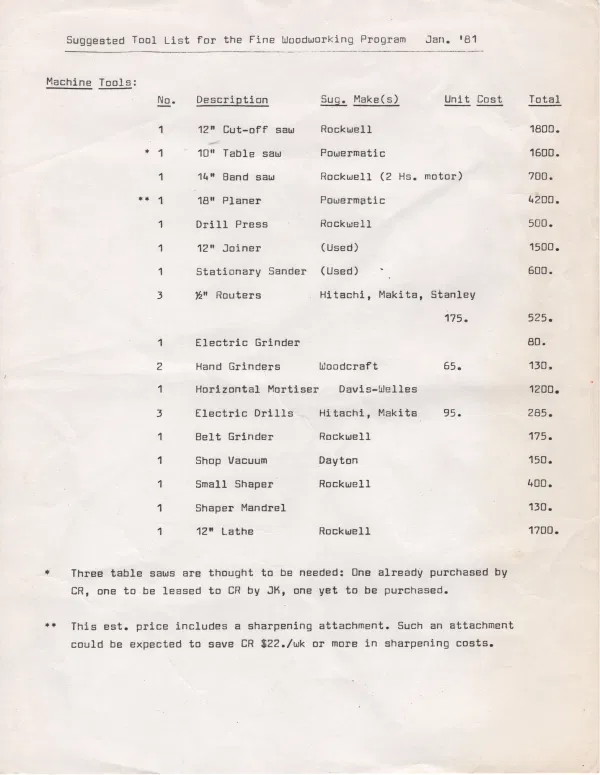 Suggested Tool List for the Fine Woodworking Program Jan. '81
Machine Tools:
No. Description Sug. Make(s) Unit Cost Total
1 12" Cut-off saw Rockwell 1800.
* 1 10" Table saw Powermatic 1600.
1 14" Band saw Rockwell (2 Hs. motor) 700.
** 1 18" Planer Powermatic 4200.
1 Drill Press Rockwell 500.
1 12" Joiner (Used) 1500.
1 Stationary Sander (Used) 600.
3 ½" Routers Hitachi, Makita, Stanley
175. 525.
1 Electric Grinder 80.
2 Hand Grinders Woodcraft 65. 130.
1 Horizontal Mortiser Davis-Welles 1200.
3 Electric Drills Hitachi, Makita 95. 285.
1 Belt Grinder Rockwell 175.
1 Shop Vacuum Dayton 150.
1 Small Shaper Rockwell 400.
1 Shaper Mandrel 130.
1 12" Lathe Rockwell 1700.
* Three table saws are thought to be needed: One already purchased by
CR, one to be leased to CR by JK, one yet to be purchased.
** This est. price includes a sharpening attachment. Such an attachment
could be expected to save CR $22./wk or more in sharpening costs.